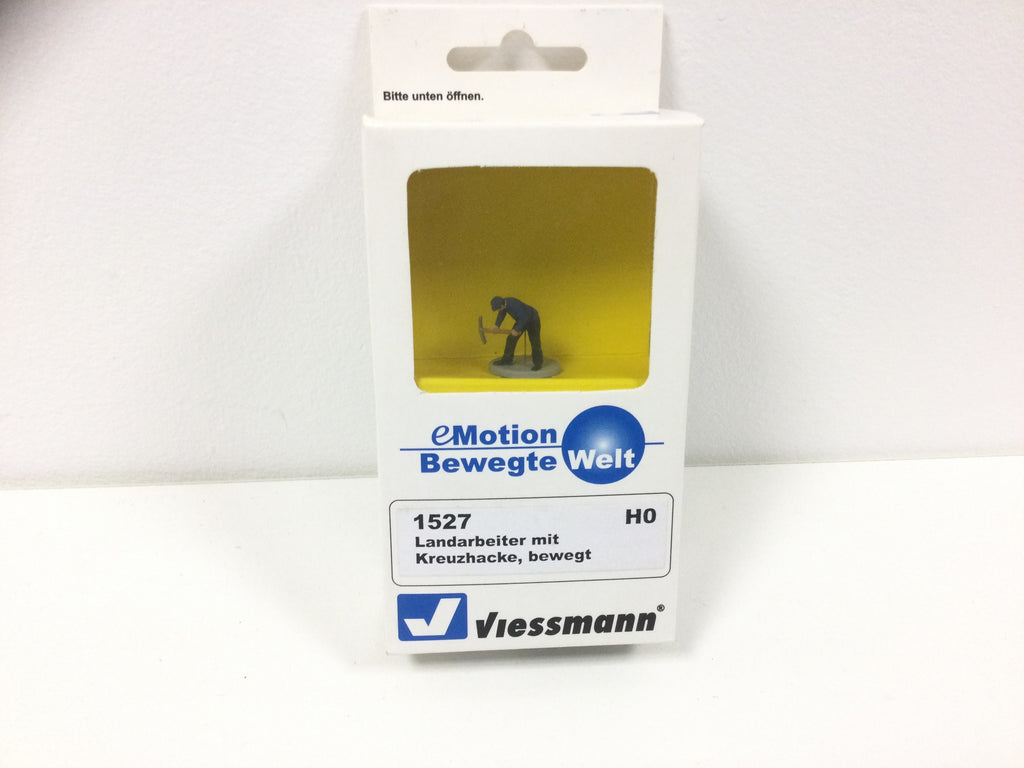 Bitte unten öffnen.
eMotion
Bewegte Welt
1527 H0
Landarbeiter mit
Kreuzhacke, bewegt
Viessmann®